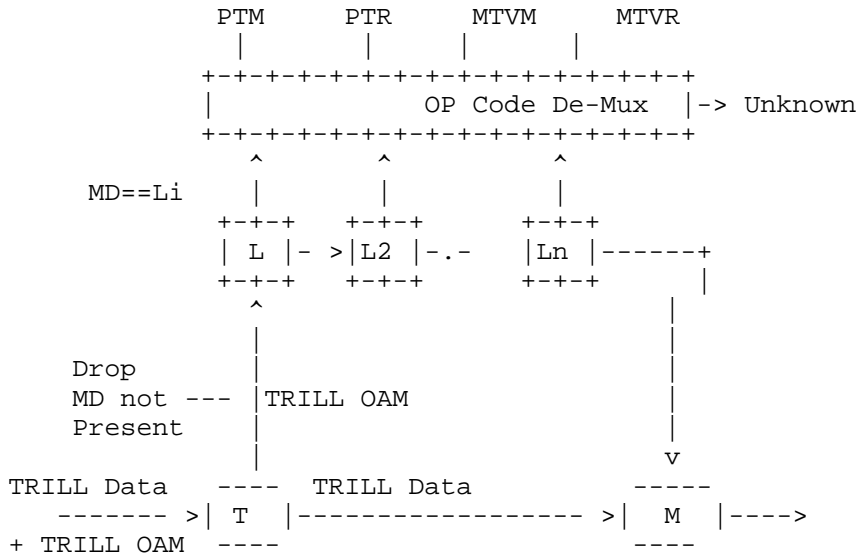 PTM PTR MTVM MTVR
| | | |
+-+-+-+-+-+-+-+-+-+-+-+-+-+-+-+
| OP Code De-Mux |-> Unknown
+-+-+-+-+-+-+-+-+-+-+-+-+-+-+-+
^ ^ ^
MD==Li | | |
+-+-+ +-+-+ +-+-+
| L |- >|L2 |-.- |Ln |------+
+-+-+ +-+-+ +-+-+ |
^ |
| |
Drop | |
MD not --- |TRILL OAM |
Present | |
| v
TRILL Data ---- TRILL Data -----
------- >| T |------------------ >| M |---->
+ TRILL OAM ---- ----